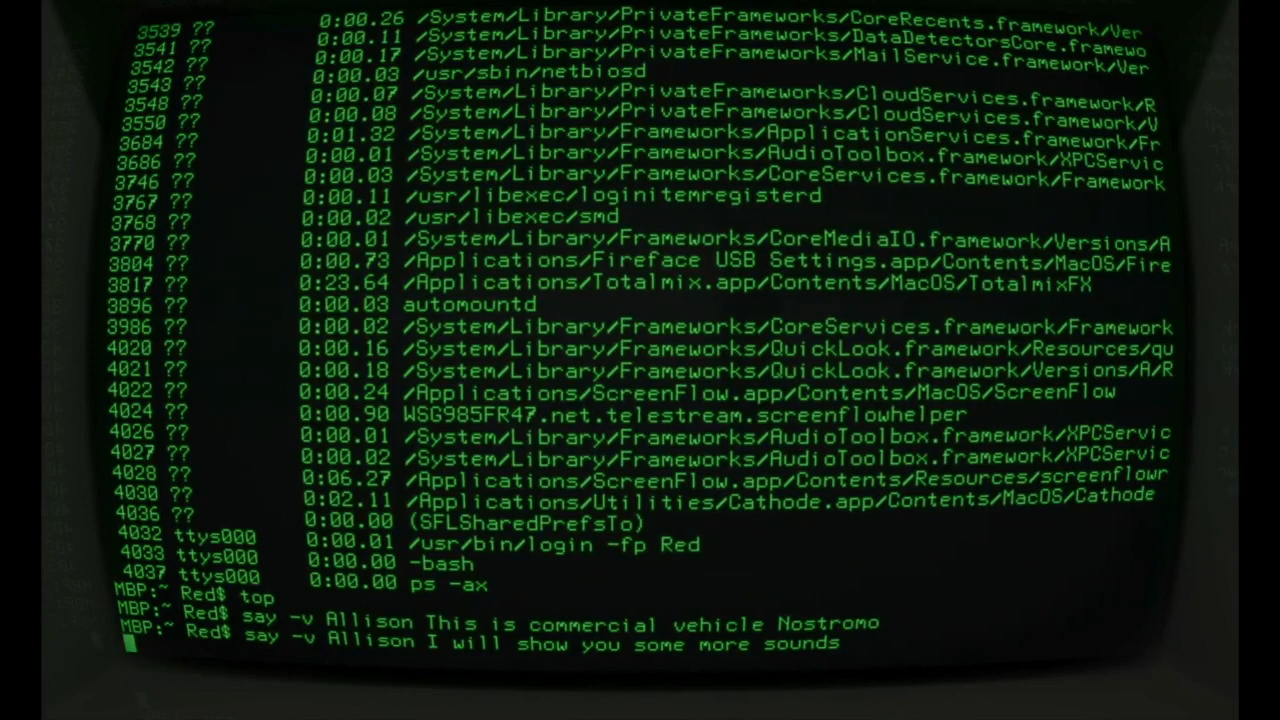 3539 ?? 0:00.26 /System/Library/PrivateFrameworks/CoreRecents.framework/Ver
3541 ?? 0:00.11 /System/Library/PrivateFrameworks/DataDetectorsCore.framewo
3542 ?? 0:00.17 /System/Library/PrivateFrameworks/MailService.framework/Ver
3543 ?? 0:00.03 /usr/sbin/netbiosd
3548 ?? 0:00.07 /System/Library/PrivateFrameworks/CloudServices.framework/R
3550 ?? 0:00.08 /System/Library/PrivateFrameworks/CloudServices.framework/V
3684 ?? 0:01.32 /System/Library/Frameworks/ApplicationServices.framework/Fr
3686 ?? 0:00.01 /System/Library/Frameworks/AudioToolbox.framework/XPCServic
3746 ?? 0:00.03 /System/Library/Frameworks/CoreServices.framework/Framework
3767 ?? 0:00.11 /usr/libexec/loginitemregisterd
3768 ?? 0:00.02 /usr/libexec/smd
3770 ?? 0:00.01 /System/Library/Frameworks/CoreMediaIO.framework/Versions/A
3804 ?? 0:00.73 /Applications/Fireface USB Settings.app/Contents/MacOS/Fire
3817 ?? 0:23.64 /Applications/Totalmix.app/Contents/MacOS/TotalmixFX
3896 ?? 0:00.03 automountd
3986 ?? 0:00.02 /System/Library/Frameworks/CoreServices.framework/Framework
4020 ?? 0:00.16 /System/Library/Frameworks/QuickLook.framework/Resources/qu
4021 ?? 0:00.18 /System/Library/Frameworks/QuickLook.framework/Versions/A/R
4022 ?? 0:00.24 /Applications/ScreenFlow.app/Contents/MacOS/ScreenFlow
4024 ?? 0:00.90 WSG985FR47.net.telestream.screenflowhelper
4026 ?? 0:00.01 /System/Library/Frameworks/AudioToolbox.framework/XPCServic
4027 ?? 0:00.02 /System/Library/Frameworks/AudioToolbox.framework/XPCServic
4028 ?? 0:06.27 /Applications/ScreenFlow.app/Contents/Resources/screenflowr
4030 ?? 0:02.11 /Applications/Utilities/Cathode.app/Contents/MacOS/Cathode
4036 ?? 0:00.00 (SFLSharedPrefsTo)
4032 ttys000 0:00.01 /usr/bin/login -fp Red
4033 ttys000 0:00.00 -bash
4037 ttys000 0:00.00 ps -ax
MBP:~ Red$ top
MBP:~ Red$ say -v Allison This is commercial vehicle Nostromo
MBP:~ Red$ say -v Allison I will show you some more sounds